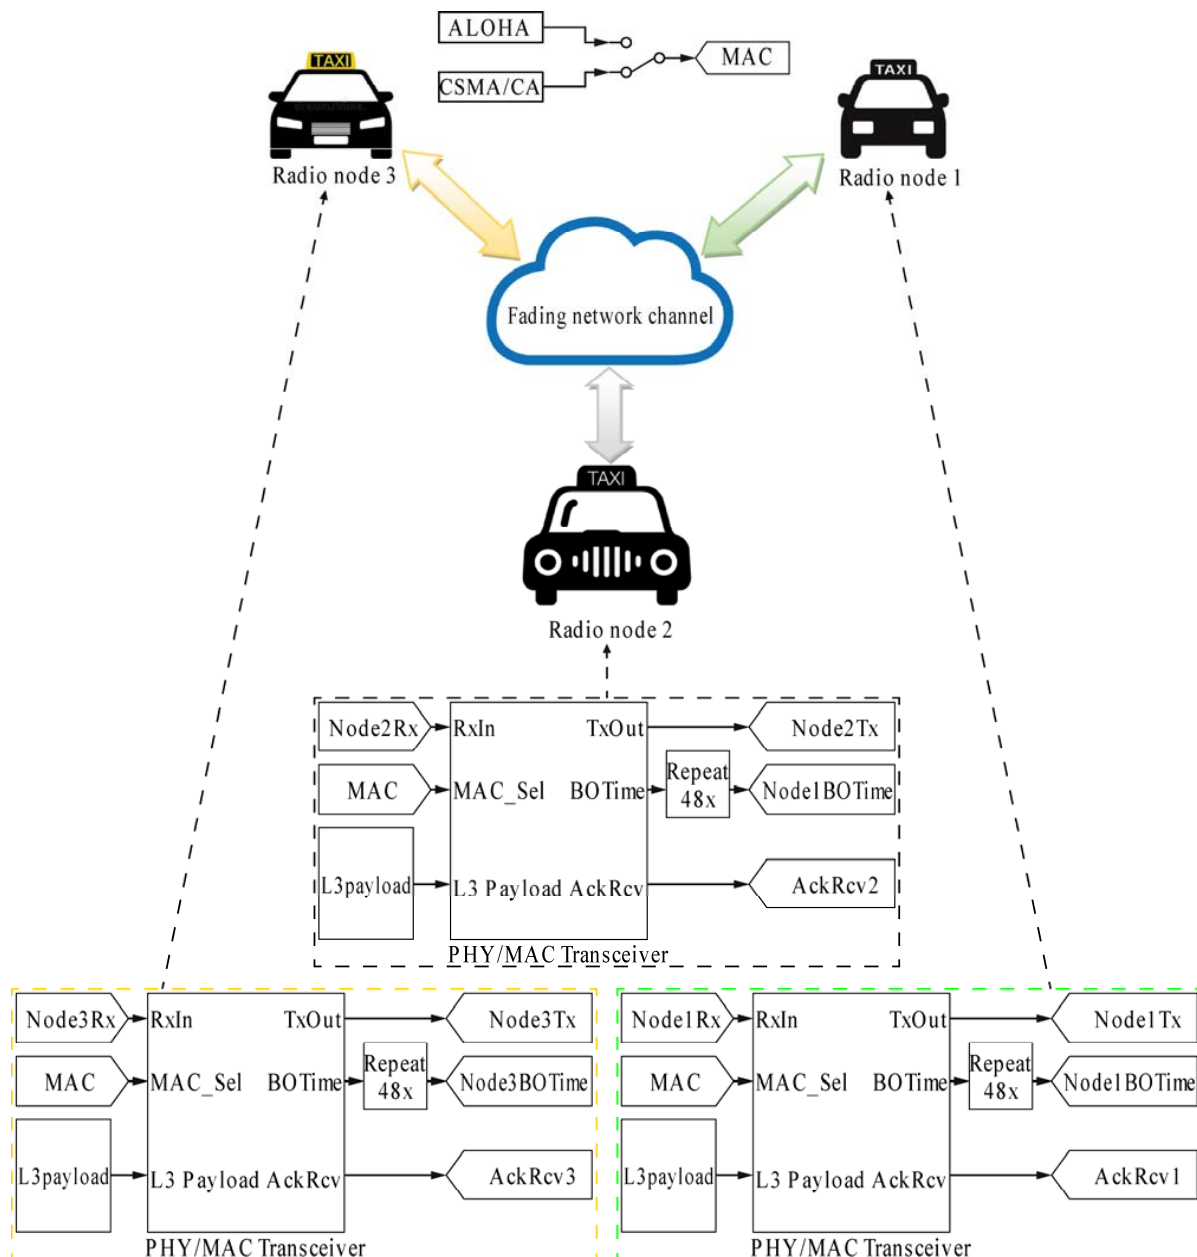 ALOHA
CSMA/CA
MAC
TAXI
Radio node 3
TAXI
Radio node 1
Fading network channel
TAXI
Radio node 2
Node2Rx
RxIn
TxOut
Node2Tx
MAC
MAC_Sel
BOTime
Repeat
48x
Node1BOTime
L3payload
L3 Payload
AckRcv
AckRcv2
PHY/MAC Transceiver
Node3Rx
RxIn
TxOut
Node3Tx
MAC
MAC_Sel
BOTime
Repeat
48x
Node3BOTime
L3payload
L3 Payload
AckRcv
AckRcv3
PHY/MAC Transceiver
Node1Rx
RxIn
TxOut
Node1Tx
MAC
MAC_Sel
BOTime
Repeat
48x
Node1BOTime
L3payload
L3 Payload
AckRcv
AckRcv1
PHY/MAC Transceiver